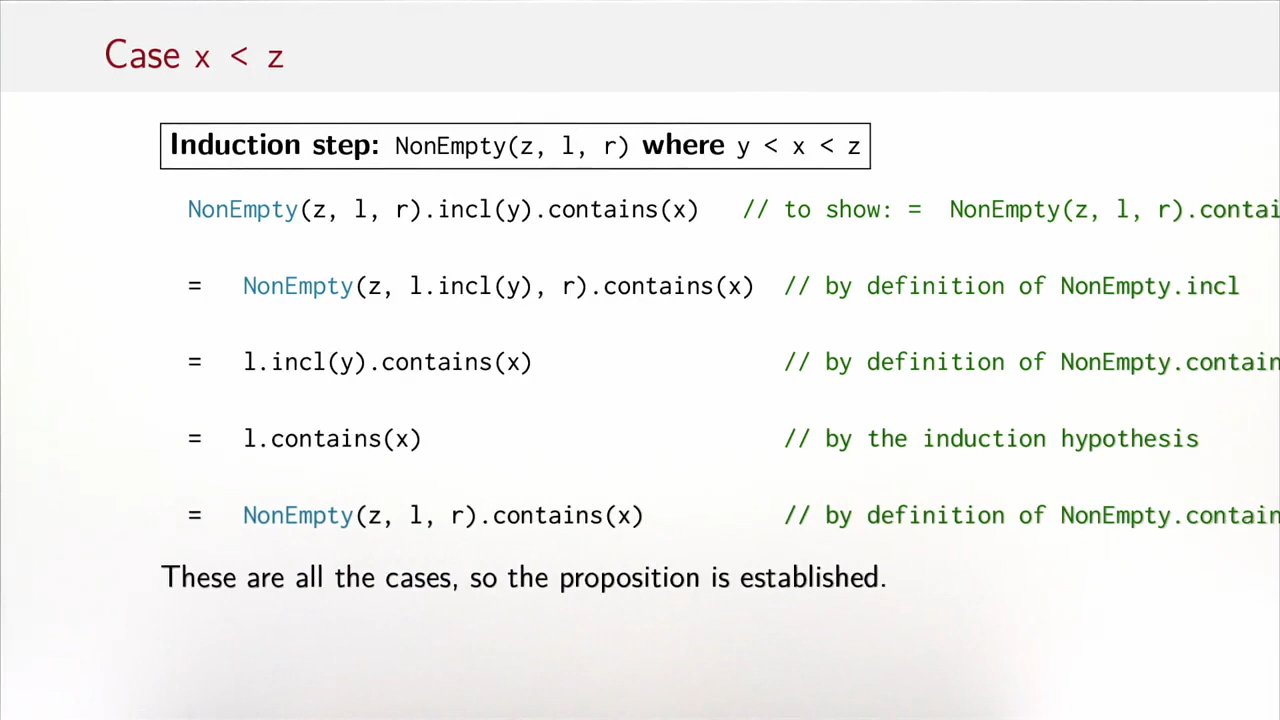 Case x < z
Induction step: NonEmpty(z, l, r) where y < x < z
NonEmpty(z, l, r).incl(y).contains(x) // to show: = NonEmpty(z, l, r).contai
= NonEmpty(z, l.incl(y), r).contains(x) // by definition of NonEmpty.incl
= l.incl(y).contains(x) // by definition of NonEmpty.contain
= l.contains(x) // by the induction hypothesis
= NonEmpty(z, l, r).contains(x) // by definition of NonEmpty.contain
These are all the cases, so the proposition is established.